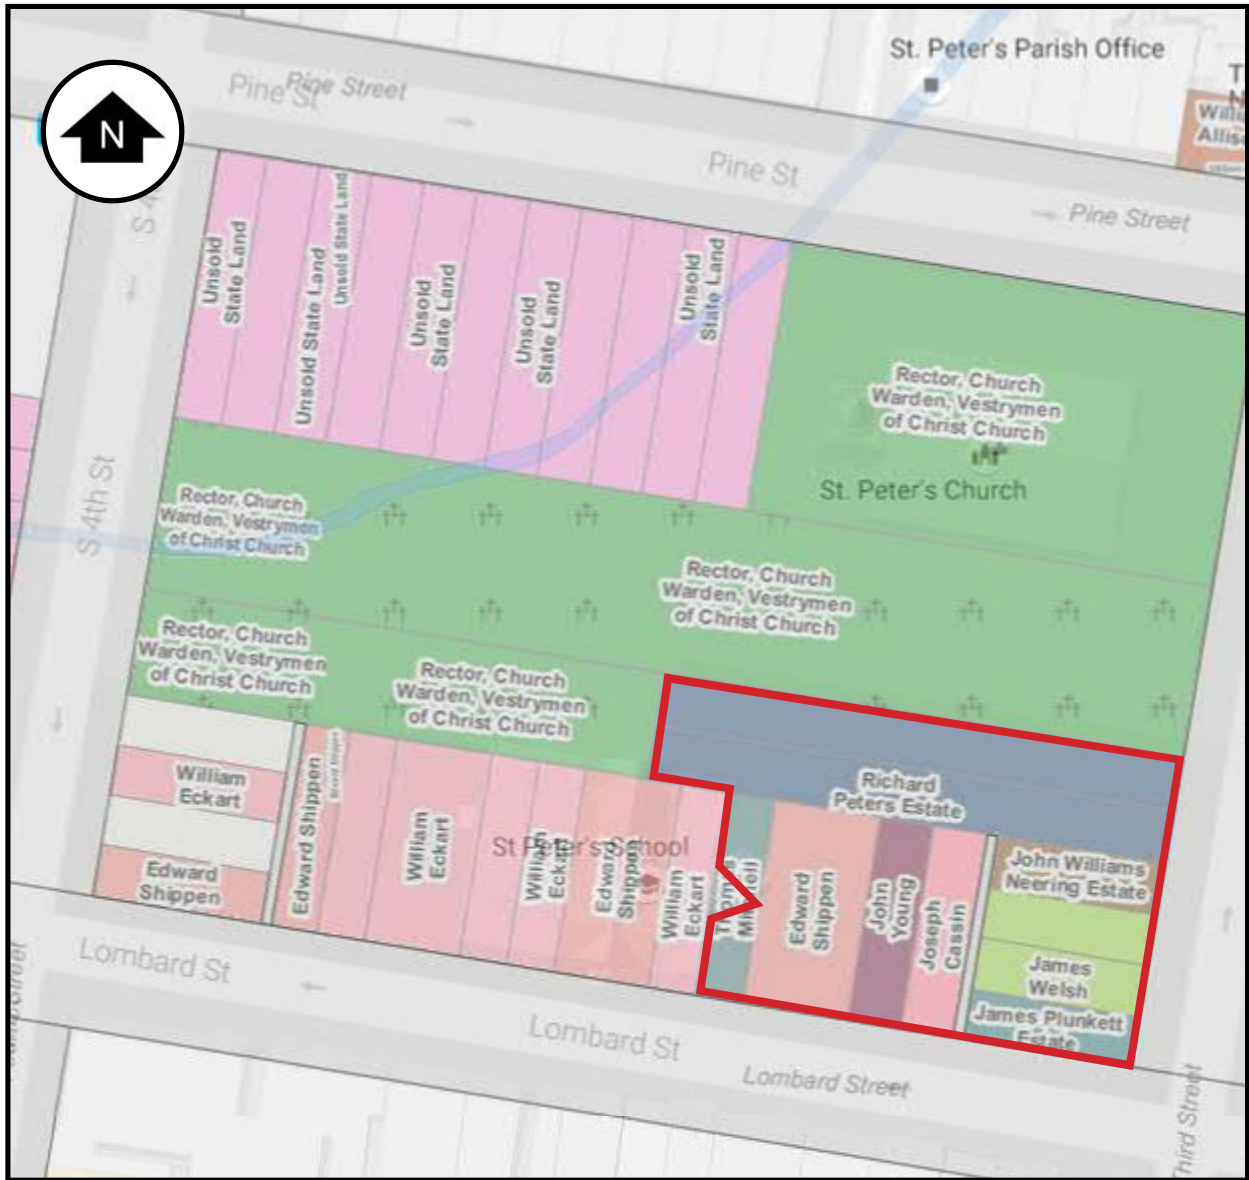 St. Peter's Parish Office
N
Pine St
Pine Street
Willi
Allis
Pine St
Pine Street
Unsold
State Land
Unsold State Land
Unsold State Land
Unsold
State Land
Unsold
State Land
Unsold
State Land
Rector, Church
Warden, Vestrymen
of Christ Church
St. Peter's Church
S 4th St
Rector, Church
Warden, Vestrymen
of Christ Church
Rector, Church
Warden, Vestrymen
of Christ Church
Rector, Church
Warden, Vestrymen
of Christ Church
Rector, Church
Warden, Vestrymen
of Christ Church
William
Eckart
Edward
Shippen
Edward Shippen
William
Eckart
St Peter's School
William
Eckart
Edward
Shippen
William
Eckart
Richard
Peters Estate
Edward
Shippen
John
Young
Joseph
Cassin
John Williams
Neering Estate
James
Welsh
James Plunkett
Estate
Lombard St
Lombard St
Lombard Street
Third Street